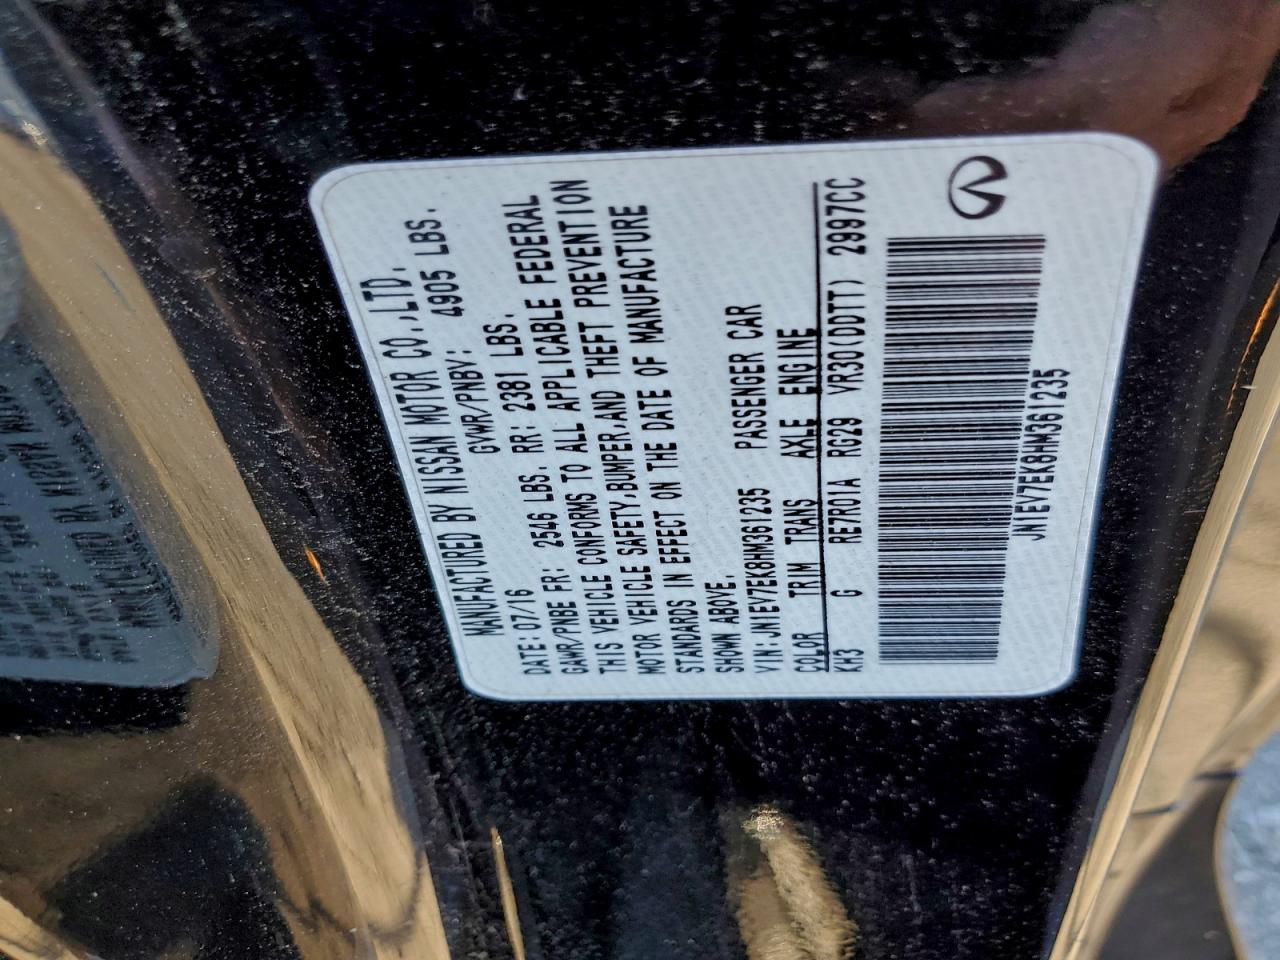 MANUFACTURED BY NISSAN MOTOR CO.,LTD.
DATE:07/16 GVWR/PNBV: 4905 LBS.
GAWR/PNBE FR: 2546 LBS. RR: 2381 LBS.
THIS VEHICLE CONFORMS TO ALL APPLICABLE FEDERAL
MOTOR VEHICLE SAFETY,BUMPER,AND THEFT PREVENTION
STANDARDS IN EFFECT ON THE DATE OF MANUFACTURE
SHOWN ABOVE.
VIN:JN1EV7EK8HM361235 PASSENGER CAR
COLOR TRIM TRANS AXLE ENGINE
KH3 G RE7R01A RG29 VR30(DDTT) 2997CC
JN1EV7EK8HM361235